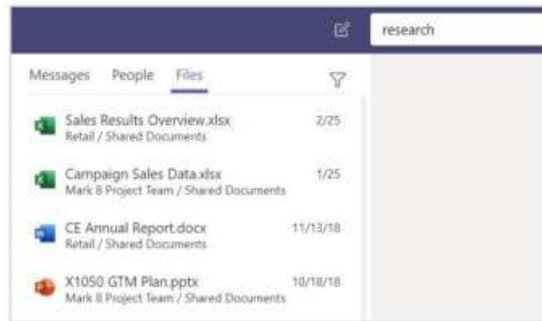 research
Messages People Files
Sales Results Overview.xlsx 2/25
Retail / Shared Documents
Campaign Sales Data.xlsx 1/25
Mark 8 Project Team / Shared Documents
CE Annual Report.docx 11/13/18
Retail / Shared Documents
X1050 GTM Plan.pptx 10/18/18
Mark 8 Project Team / Shared Documents